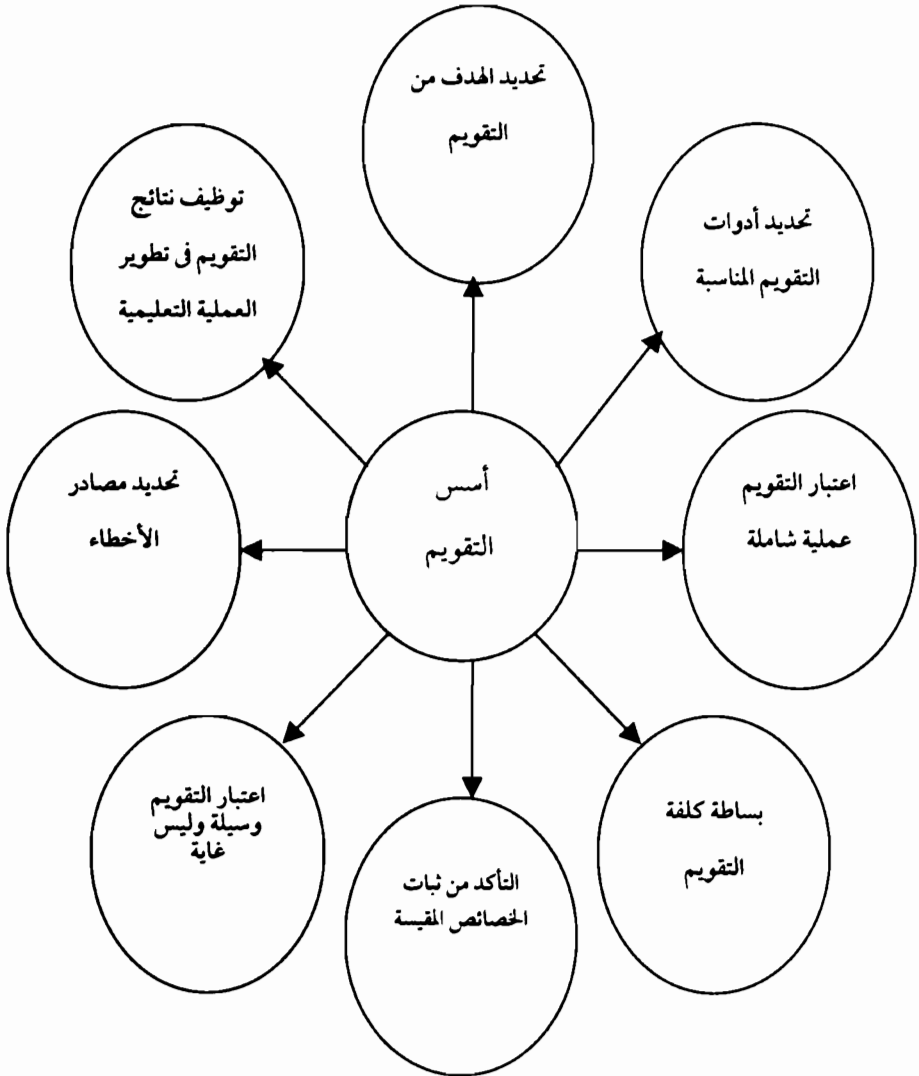 تحديد الهدف من
التقويم
تحديد أدوات
التقويم المناسبة
توظيف نتائج
التقويم فى تطوير
العملية التعليمية
أسس
التقويم
اعتبار التقويم
عملية شاملة
تحديد مصادر
الأخطاء
بساطة كلفة
التقويم
التأكد من ثبات
الخصائص المقيسة
اعتبار التقويم
وسيلة وليس
غاية